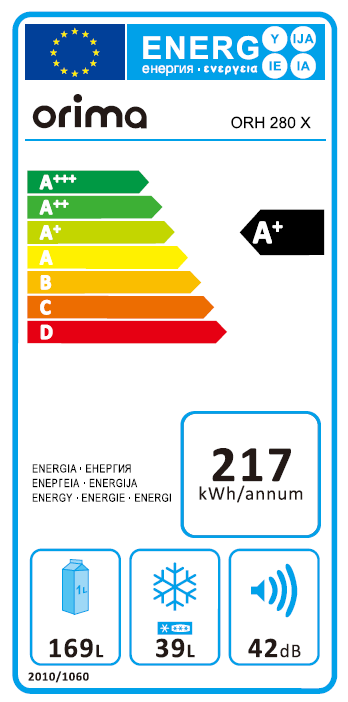 ENERG Y IJA
енергия · ενεργεια IE IA
orima
ORH 280 X
A+++
A++
A+ A+
A
B
C
D
217
kWh/annum
ENERGIA · ЕНЕРГИЯ
ΕΝΕΡΓΕΙΑ · ENERGIJA
ENERGY · ENERGIE · ENERGI
1L
169L 39L 42dB
2010/1060